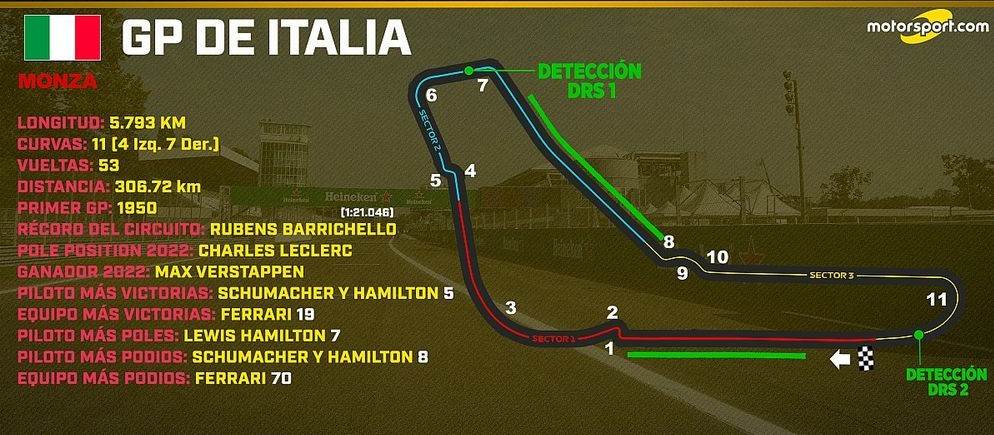 GP DE ITALIA
motorsport.com
MONZA
LONGITUD: 5.793 KM
CURVAS: 11 [4 Izq. 7 Der.]
VUELTAS: 53
DISTANCIA: 306.72 km
PRIMER GP: 1950
[1:21.046]
RÉCORD DEL CIRCUITO: RUBENS BARRICHELLO
POLE POSITION 2022: CHARLES LECLERC
GANADOR 2022: MAX VERSTAPPEN
PILOTO MÁS VICTORIAS: SCHUMACHER Y HAMILTON 5
EQUIPO MÁS VICTORIAS: FERRARI 19
PILOTO MÁS POLES: LEWIS HAMILTON 7
PILOTO MÁS PODIOS: SCHUMACHER Y HAMILTON 8
EQUIPO MÁS PODIOS: FERRARI 70
DETECCIÓN
DRS 1
7
6
SECTOR 2
5
4
8
9
10
SECTOR 3
11
3
2
SECTOR 1
1
DETECCIÓN
DRS 2
Heineken
Heineken